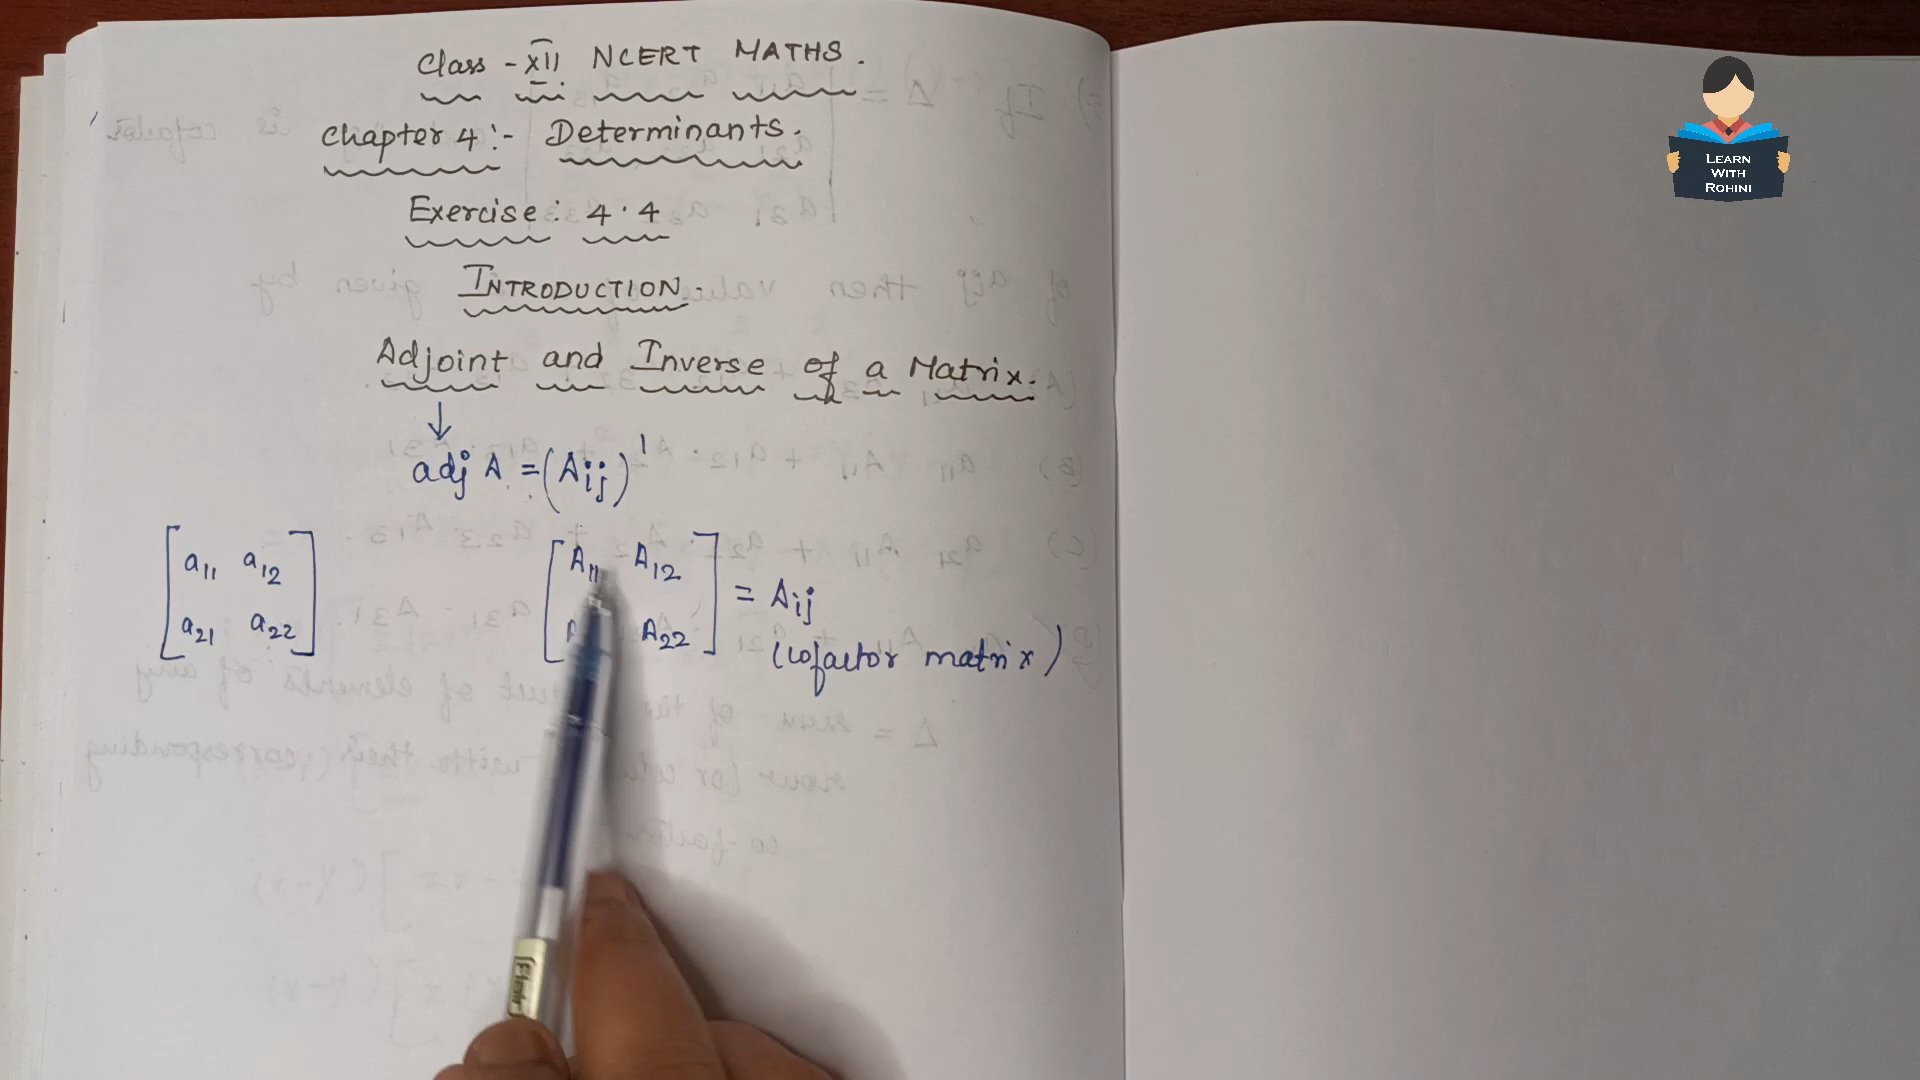 Class - XII NCERT MATHS.
Chapter 4:- Determinants.
Exercise: 4.4
INTRODUCTION.
Adjoint and Inverse of a Matrix.
↓
adj A = (Aij)'
[a11 a12
a21 a22]
[A11 A12
A22] = Aij
(cofactor matrix)
LEARN
WITH
ROHINI
Flair